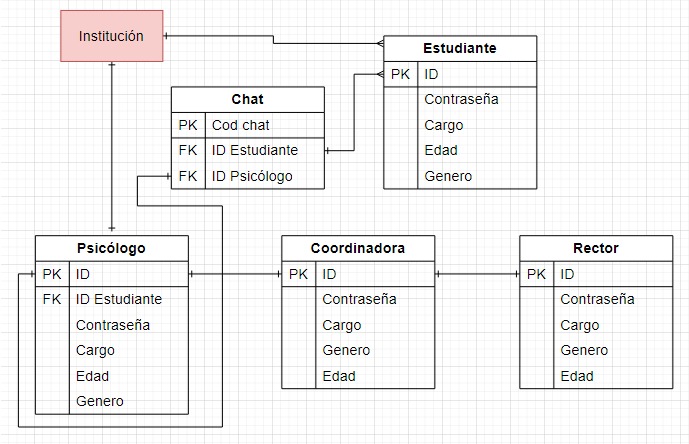 Institución
Estudiante
PK ID
Contraseña
Cargo
Edad
Genero
Chat
PK Cod chat
FK ID Estudiante
FK ID Psicólogo
Psicólogo
PK ID
FK ID Estudiante
Contraseña
Cargo
Edad
Genero
Coordinadora
PK ID
Contraseña
Cargo
Genero
Edad
Rector
PK ID
Contraseña
Cargo
Genero
Edad